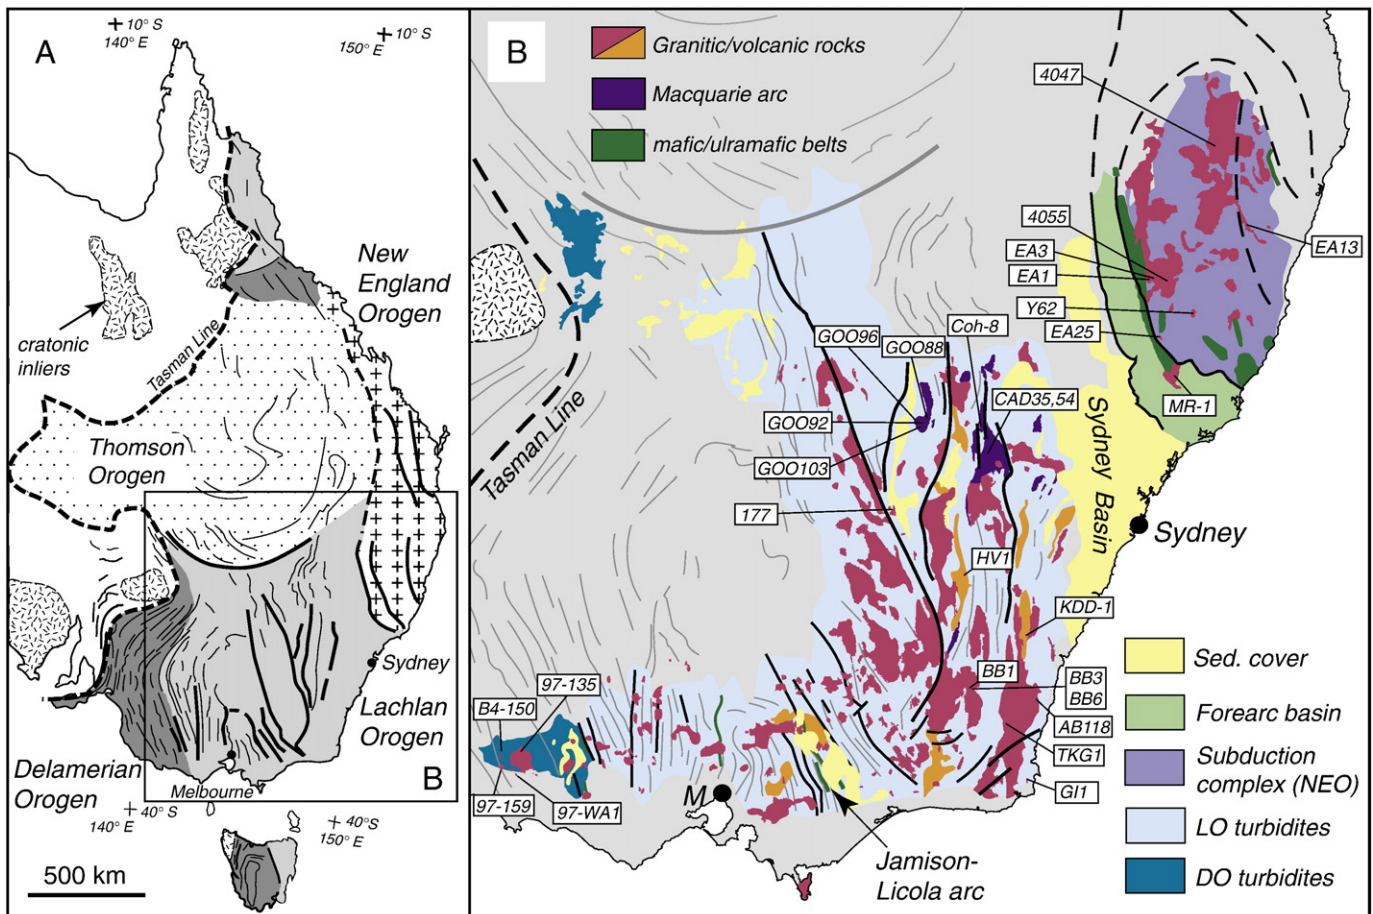 A
+10° S
140° E
150° E
+10° S
New
England
Orogen
cratonic
inliers
Tasman Line
Thomson
Orogen
Sydney
Lachlan
Orogen
Delamerian
Orogen
Melbourne
B
140° E
+40° S
0
+40°S
150° E
500 km
B
Granitic/volcanic rocks
Macquarie arc
mafic/ulramafic belts
4047
4055
EA3
EA1
EA13
Y62
EA25
MR-1
GOO96
GOO88
Coh-8
CAD35,54
GOO92
GOO103
177
Tasman Line
Sydney Basin
Sydney
HV1
KDD-1
BB1
BB3
BB6
AB118
TKG1
GI1
97-135
B4-150
97-159
97-WA1
M
Jamison-
Licola arc
Sed. cover
Forearc basin
Subduction
complex (NEO)
LO turbidites
DO turbidites